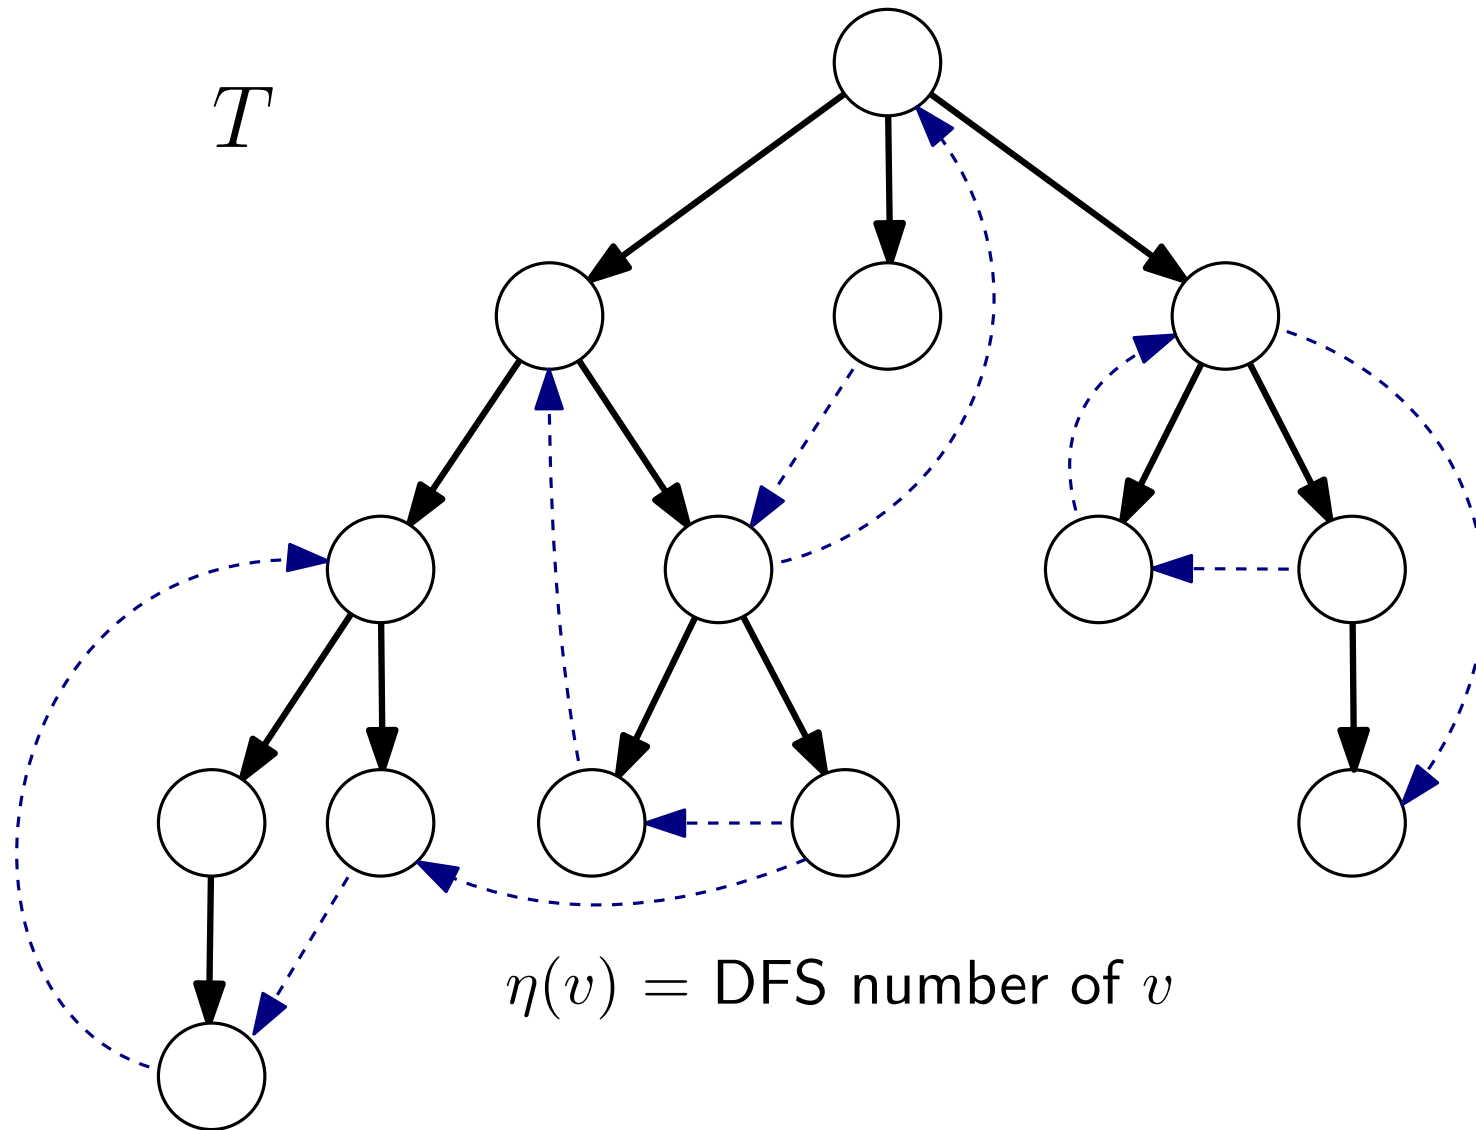 T
η(v) = DFS number of v